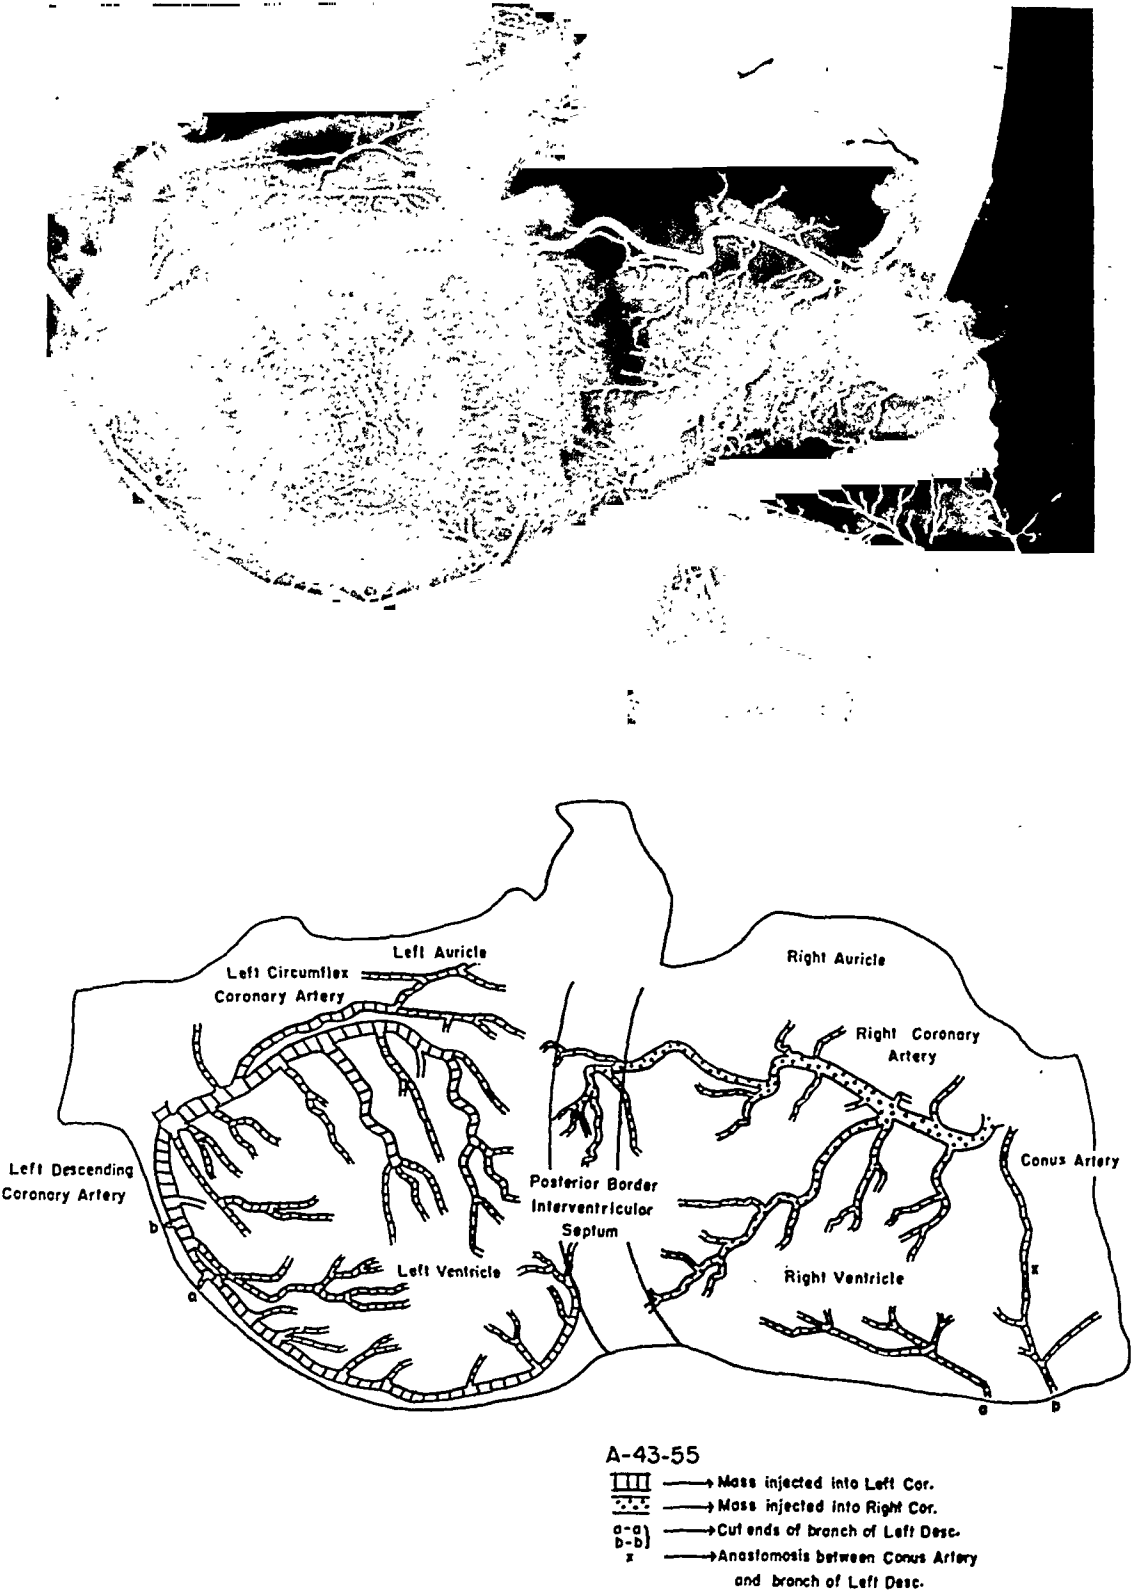 Left Auricle
Right Auricle
Left Circumflex
Coronary Artery
Right Coronary
Artery
Left Descending
Coronary Artery
Conus Artery
Posterior Border
Interventricular
Septum
b
Left Ventricle
Right Ventricle
x
a
a
b
A-43-55
Mass injected into Left Cor.
Mass injected into Right Cor.
a-a
b-b} Cut ends of branch of Left Desc.
x Anastomosis between Conus Artery
and branch of Left Desc.